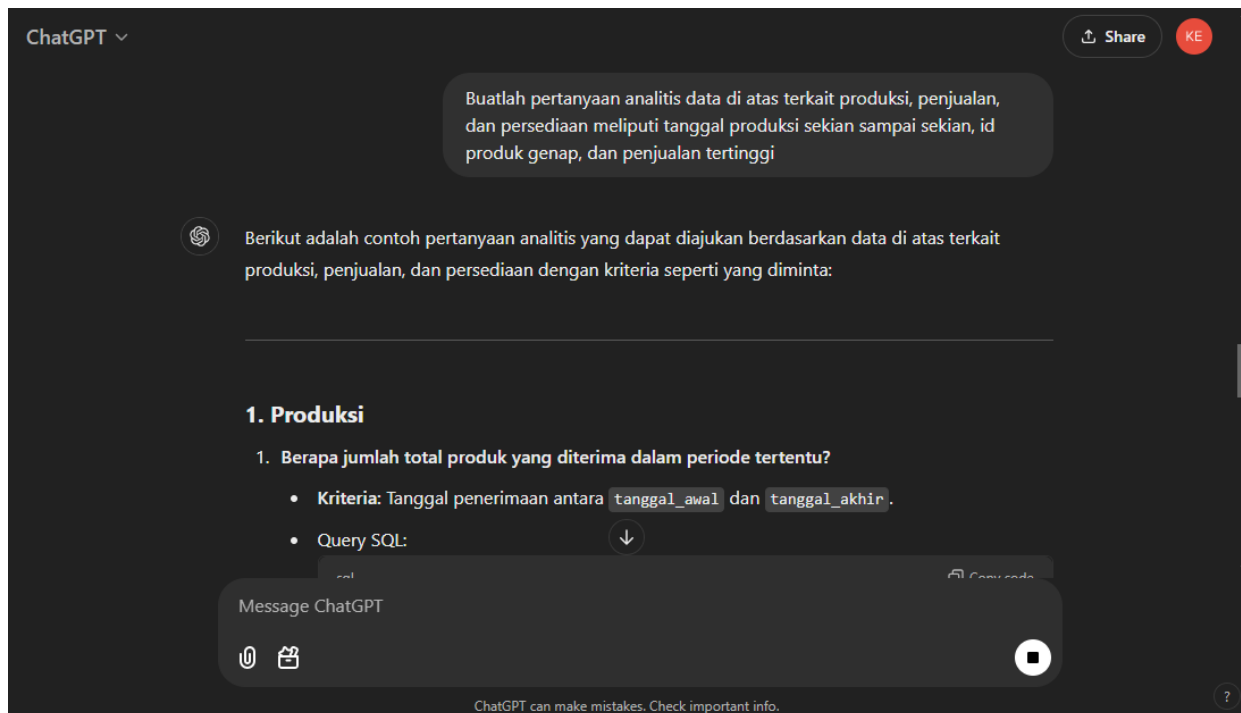 ChatGPT
Share
KE
Buatlah pertanyaan analitis data di atas terkait produksi, penjualan,
dan persediaan meliputi tanggal produksi sekian sampai sekian, id
produk genap, dan penjualan tertinggi
Berikut adalah contoh pertanyaan analitis yang dapat diajukan berdasarkan data di atas terkait
produksi, penjualan, dan persediaan dengan kriteria seperti yang diminta:
1. Produksi
1. Berapa jumlah total produk yang diterima dalam periode tertentu?
• Kriteria: Tanggal penerimaan antara tanggal_awal dan tanggal_akhir.
• Query SQL:
sql Copy code
Message ChatGPT
ChatGPT can make mistakes. Check important info.
?